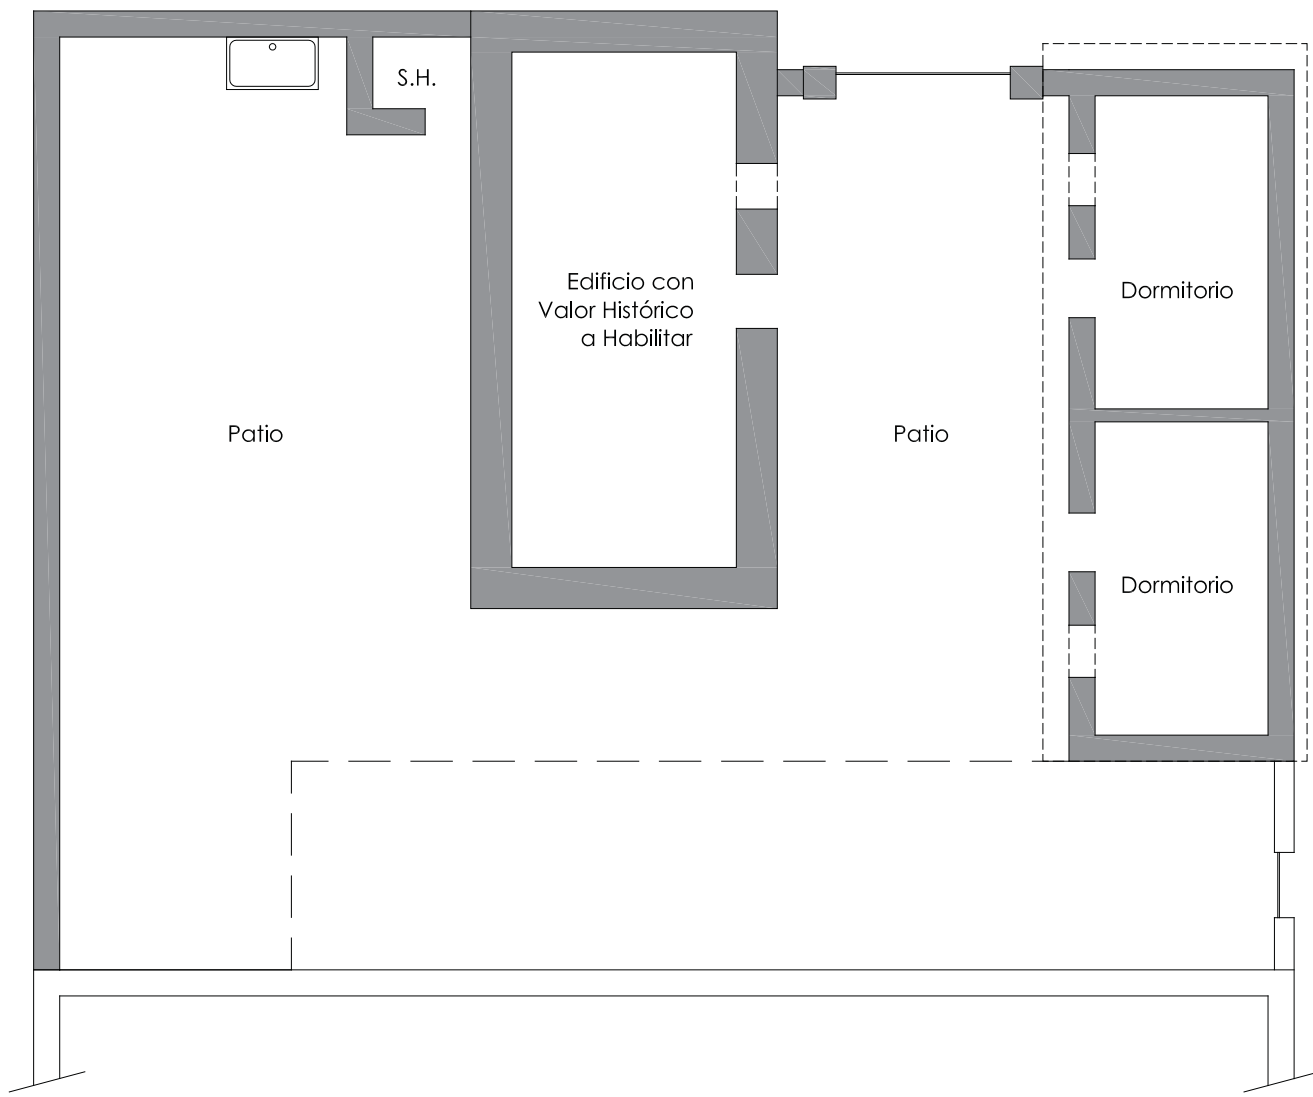 S.H.
Edificio con
Valor Histórico
a Habilitar
Dormitorio
Patio
Patio
Dormitorio